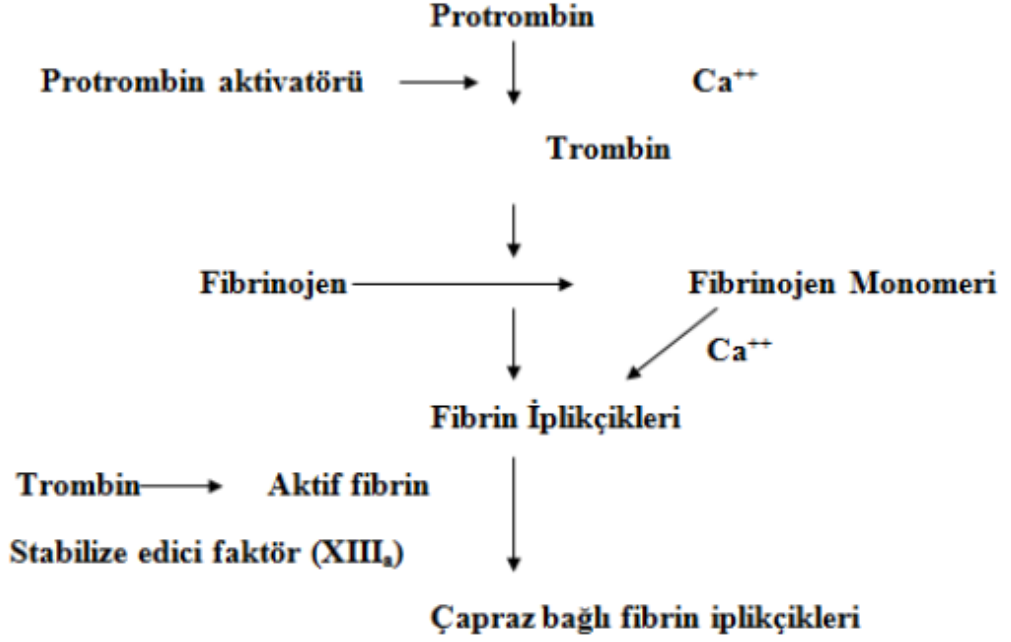 Protrombin
Protrombin aktivatörü Ca⁺⁺
Trombin
Fibrinojen Fibrinojen Monomeri
Ca⁺⁺
Fibrin İplikçikleri
Trombin Aktif fibrin
Stabilize edici faktör (XIIIₐ)
Çapraz bağlı fibrin iplikçikleri